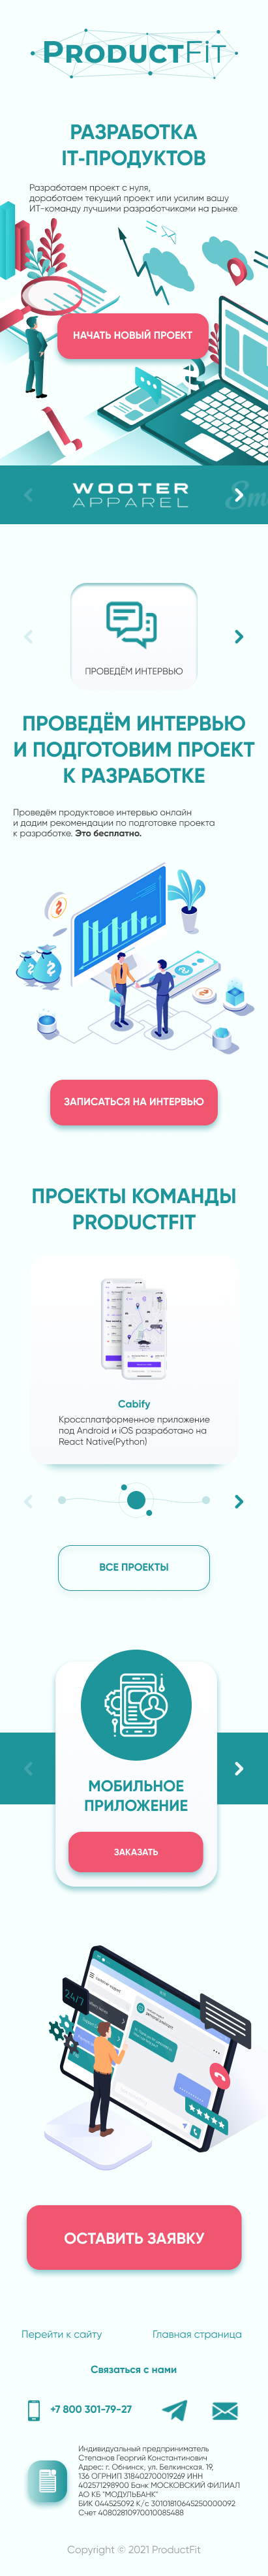 PRODUCTFIT
РАЗРАБОТКА
IT-ПРОДУКТОВ
Разработаем проект с нуля,
доработаем текущий проект или усилим вашу
ИТ-команду лучшими разработчиками на рынке
НАЧАТЬ НОВЫЙ ПРОЕКТ
WOOTER
APPAREL
Sm
ПРОВЕДЁМ ИНТЕРВЬЮ
ПРОВЕДЁМ ИНТЕРВЬЮ
И ПОДГОТОВИМ ПРОЕКТ
К РАЗРАБОТКЕ
Проведём продуктовое интервью онлайн
и дадим рекомендации по подготовке проекта
к разработке. Это бесплатно.
ЗАПИСАТЬСЯ НА ИНТЕРВЬЮ
ПРОЕКТЫ КОМАНДЫ
PRODUCTFIT
Cabify
Кроссплатформенное приложение
под Android и iOS разработано на
React Native(Python)
ВСЕ ПРОЕКТЫ
МОБИЛЬНОЕ
ПРИЛОЖЕНИЕ
ЗАКАЗАТЬ
24/7
ОСТАВИТЬ ЗАЯВКУ
Перейти к сайту Главная страница
Связаться с нами
+7 800 301-79-27
Индивидуальный предприниматель
Степанов Георгий Константинович
Адрес: г. Обнинск, ул. Белкинская, 19,
136 ОГРНИП 318402700019269 ИНН
402571298900 Банк МОСКОВСКИЙ ФИЛИАЛ
АО КБ "МОДУЛЬБАНК"
БИК 044525092 К/с 30101810645250000092
Счет 40802810970010085488
Copyright © 2021 ProductFit